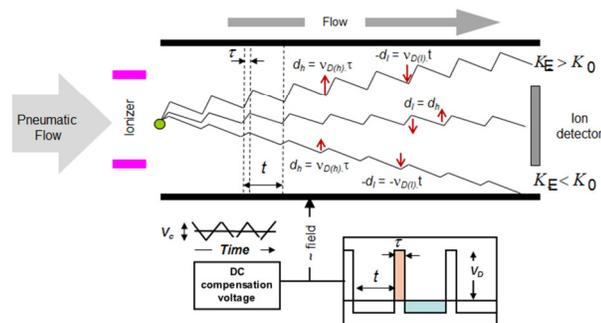 Flow
τ
d_h = v_D(h).τ
-d_l = v_D(l).t
K_E > K_0
Pneumatic
Flow
Ionizer
d_l = d_h
Ion
detector
t
d_h = v_D(h).τ
-d_l = -v_D(l).t
K_E < K_0
V_c
Time
~ field
DC
compensation
voltage
τ
t
V_D